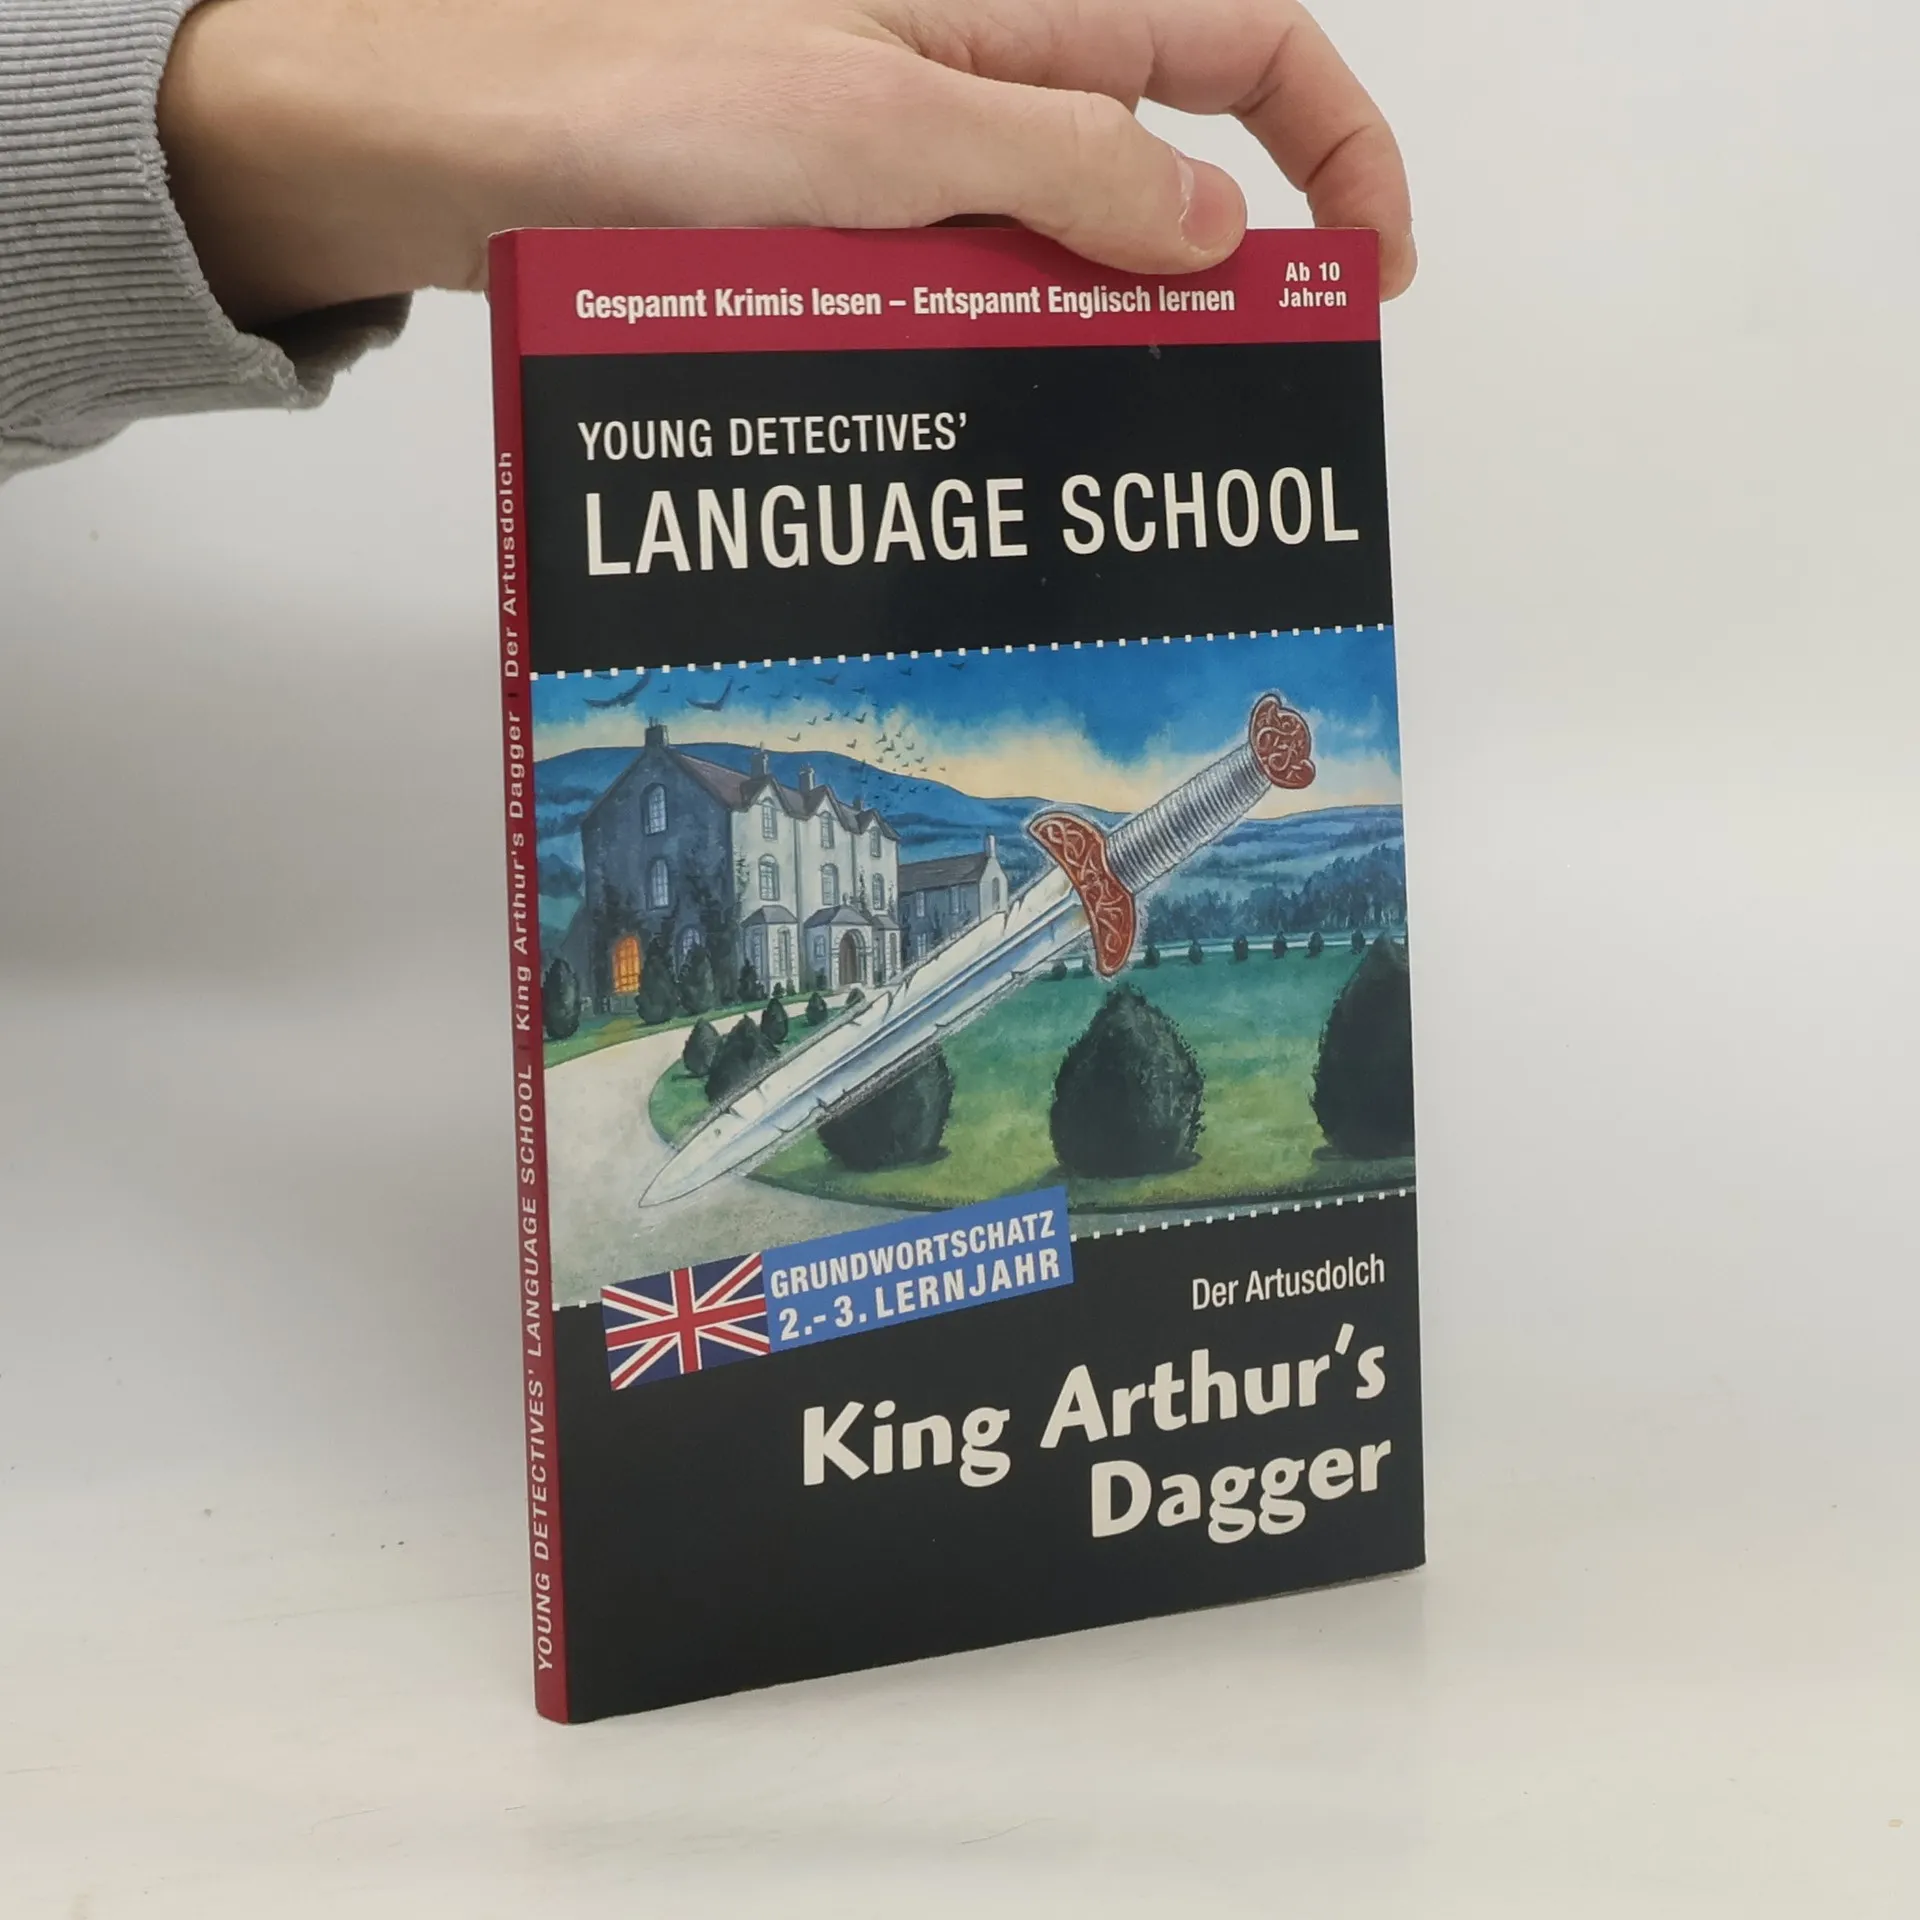 Gespannt Krimis lesen – Entspannt Englisch lernen
Ab 10
Jahren
YOUNG DETECTIVES’
LANGUAGE SCHOOL
GRUNDWORTSCHATZ
2.- 3. LERNJAHR
Der Artusdolch
King Arthur’s
Dagger
YOUNG DETECTIVES' LANGUAGE SCHOOL I King Arthur's Dagger I Der Artusdolch